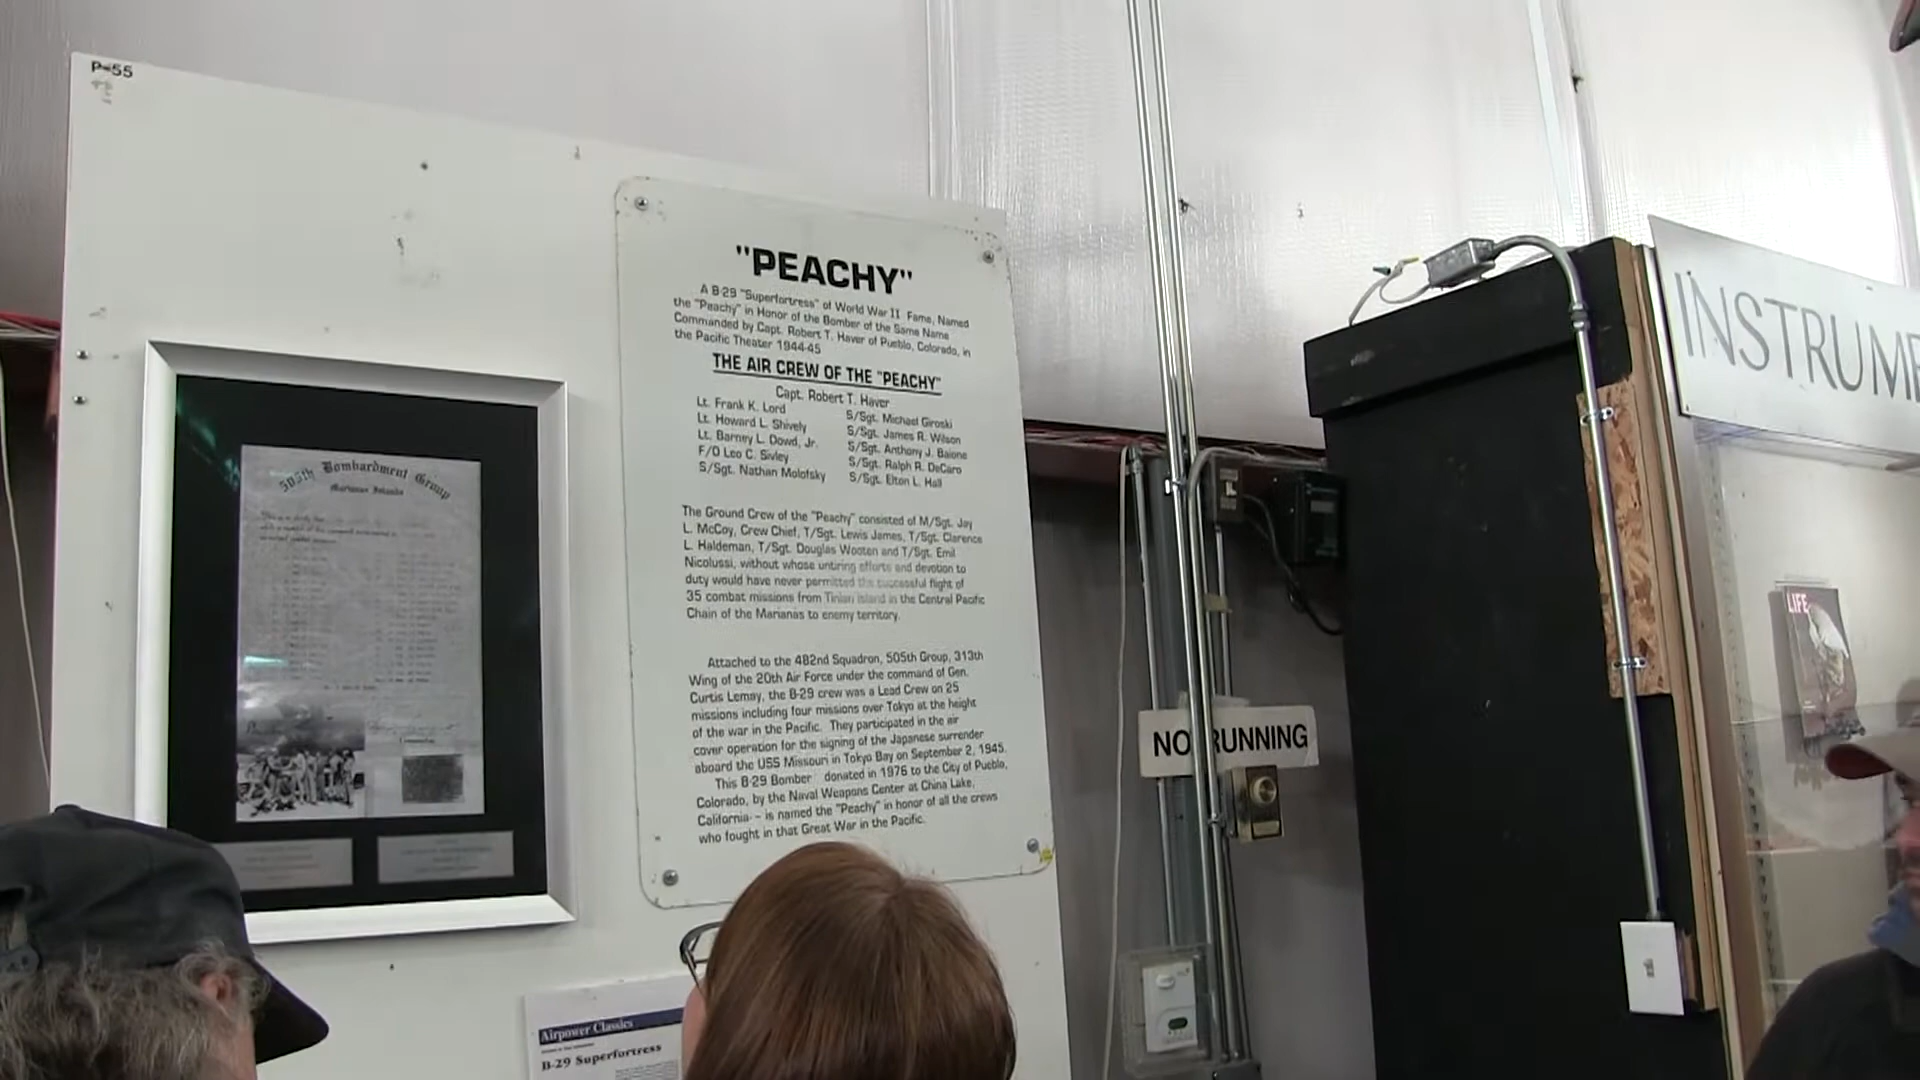 P-55
"PEACHY"
A B-29 "Superfortress" of World War II Fame, Named
the "Peachy" in Honor of the Bomber of the Same Name
Commanded by Capt. Robert T. Haver of Pueblo, Colorado, in
the Pacific Theater 1944-45
THE AIR CREW OF THE "PEACHY"
Capt. Robert T. Haver
Lt. Frank K. Lord
Lt. Howard L. Shively
Lt. Barney L. Dowd, Jr.
F/O Leo C. Sivley
S/Sgt. Nathan Molofsky
S/Sgt. Michael Giroski
S/Sgt. James R. Wilson
S/Sgt. Anthony J. Baione
S/Sgt. Ralph R. DeCaro
S/Sgt. Elton L. Hall
The Ground Crew of the "Peachy" consisted of M/Sgt. Jay
L. McCoy, Crew Chief, T/Sgt. Lewis James, T/Sgt. Clarence
L. Haldeman, T/Sgt. Douglas Wooten and T/Sgt. Emil
Nicolussi, without whose untiring efforts and devotion to
duty would have never permitted the successful flight of
35 combat missions from Tinian island in the Central Pacific
Chain of the Marianas to enemy territory.
Attached to the 482nd Squadron, 505th Group, 313th
Wing of the 20th Air Force under the command of Gen.
Curtis Lemay, the B-29 crew was a Lead Crew on 25
missions including four missions over Tokyo at the height
of the war in the Pacific. They participated in the air
cover operation for the signing of the Japanese surrender
aboard the USS Missouri in Tokyo Bay on September 2, 1945.
This B-29 Bomber donated in 1976 to the City of Pueblo,
Colorado, by the Naval Weapons Center at China Lake,
California-- is named the "Peachy" in honor of all the crews
who fought in that Great War in the Pacific.
505th Bombardment Group
Marianas Islands
Airpower Classics
B-29 Superfortress
NO RUNNING
INSTRUME
LIFE